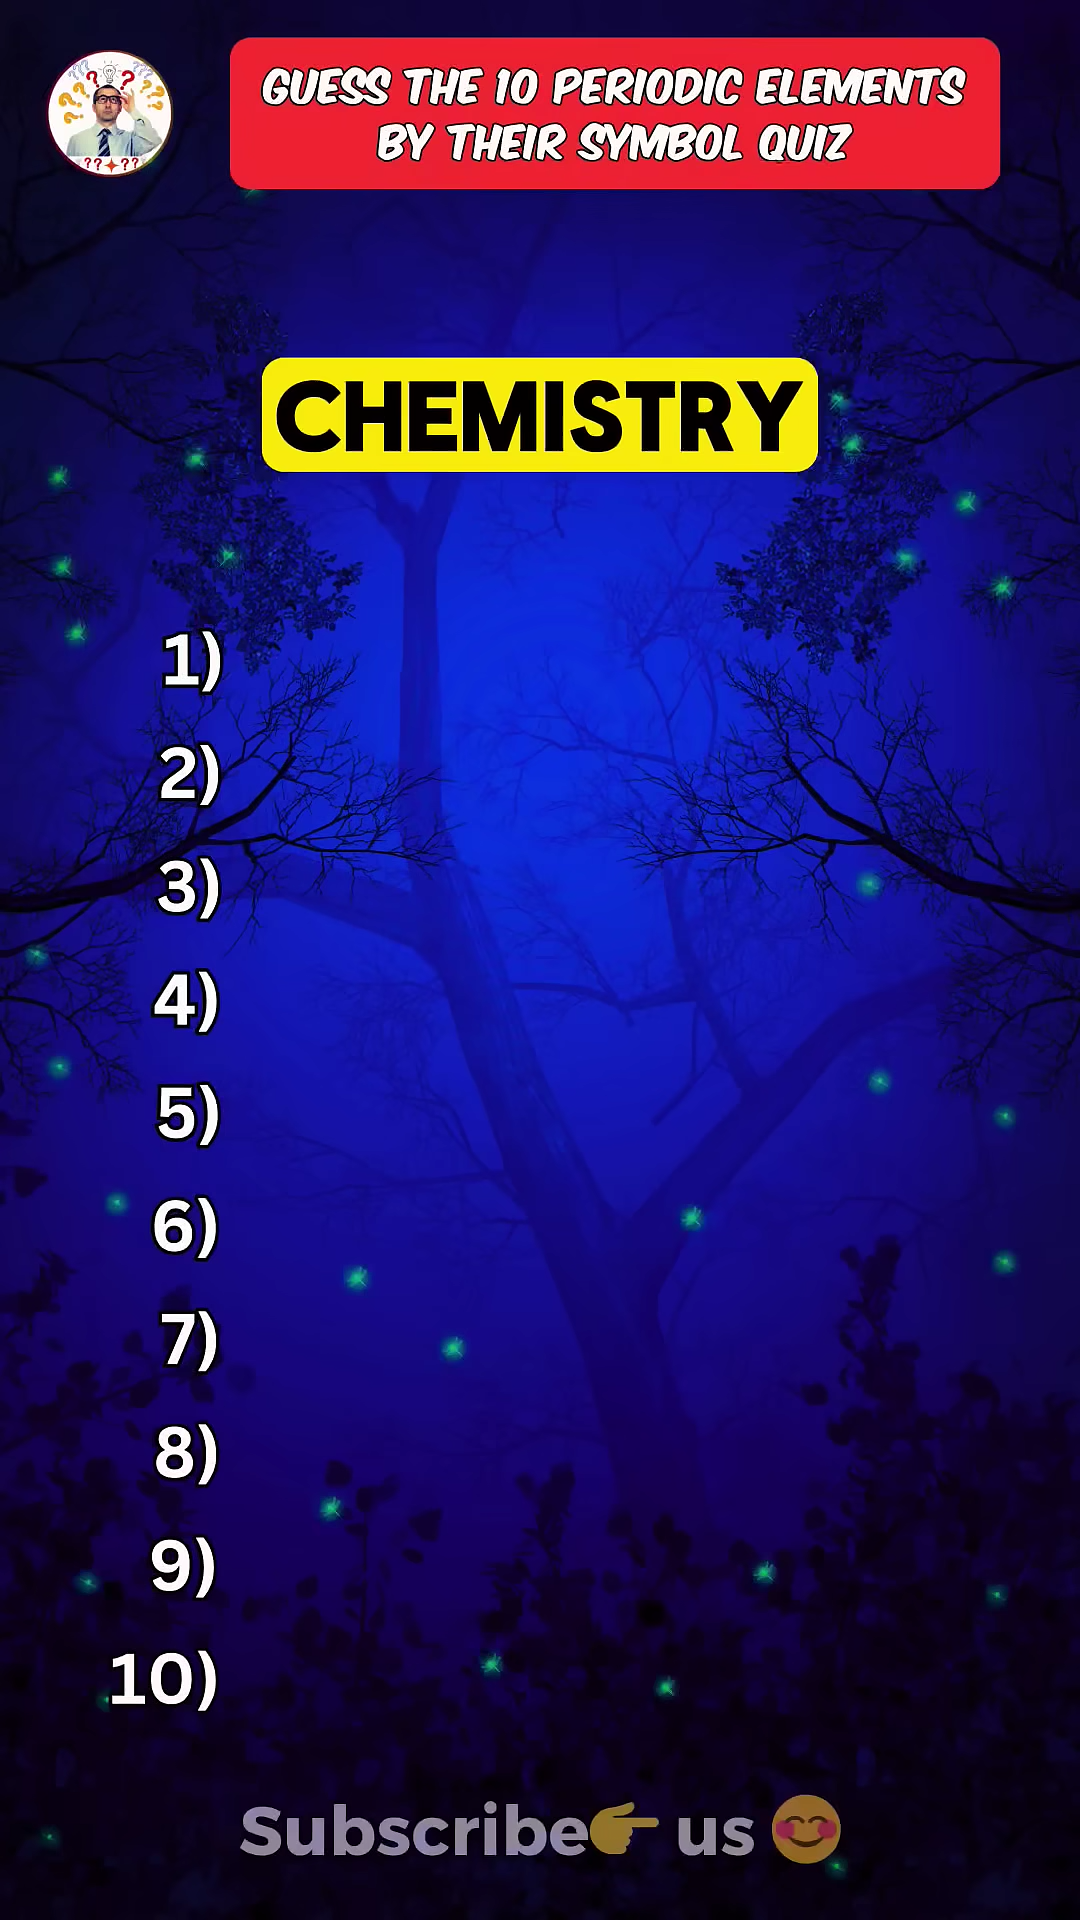 GUESS THE 10 PERIODIC ELEMENTS
BY THEIR SYMBOL QUIZ
CHEMISTRY
1)
2)
3)
4)
5)
6)
7)
8)
9)
10)
Subscribe👉 us 😊